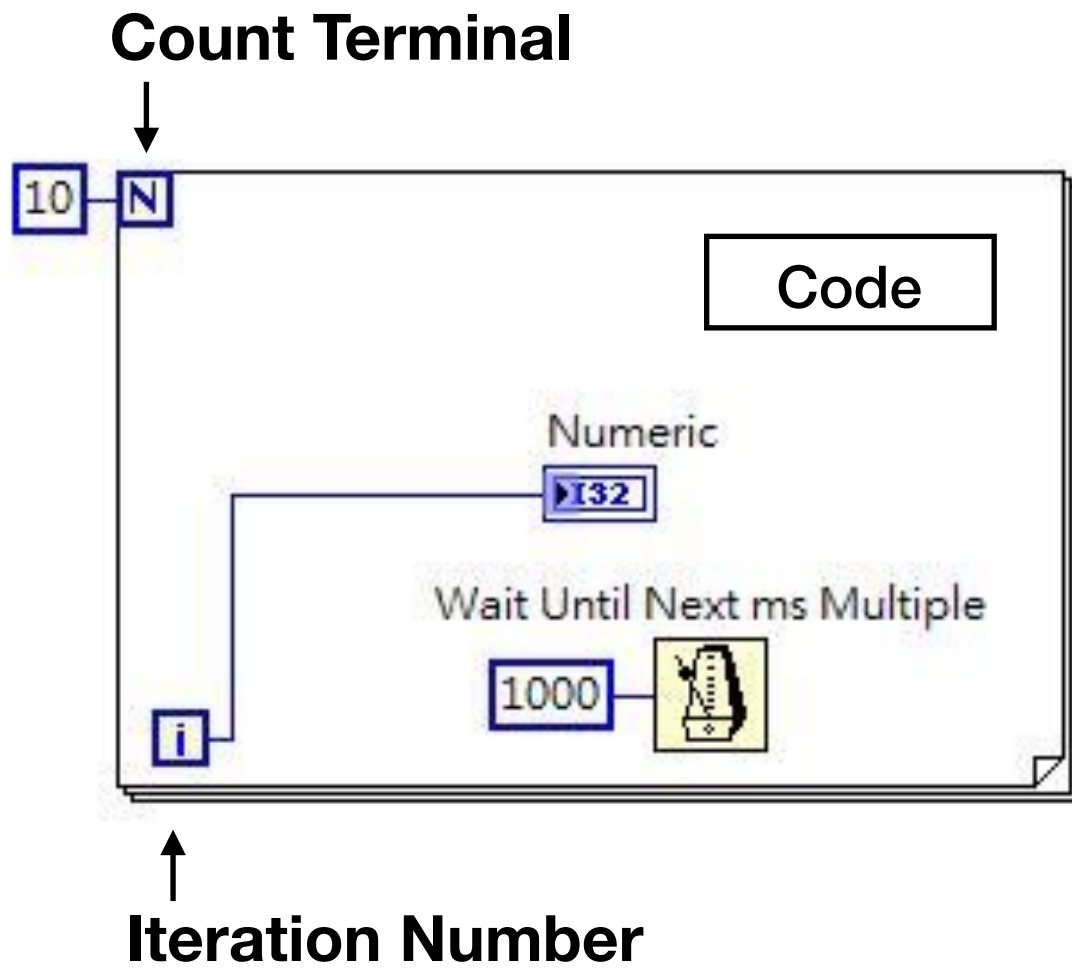 Count Terminal
10
N
Code
Numeric
I32
Wait Until Next ms Multiple
1000
i
Iteration Number